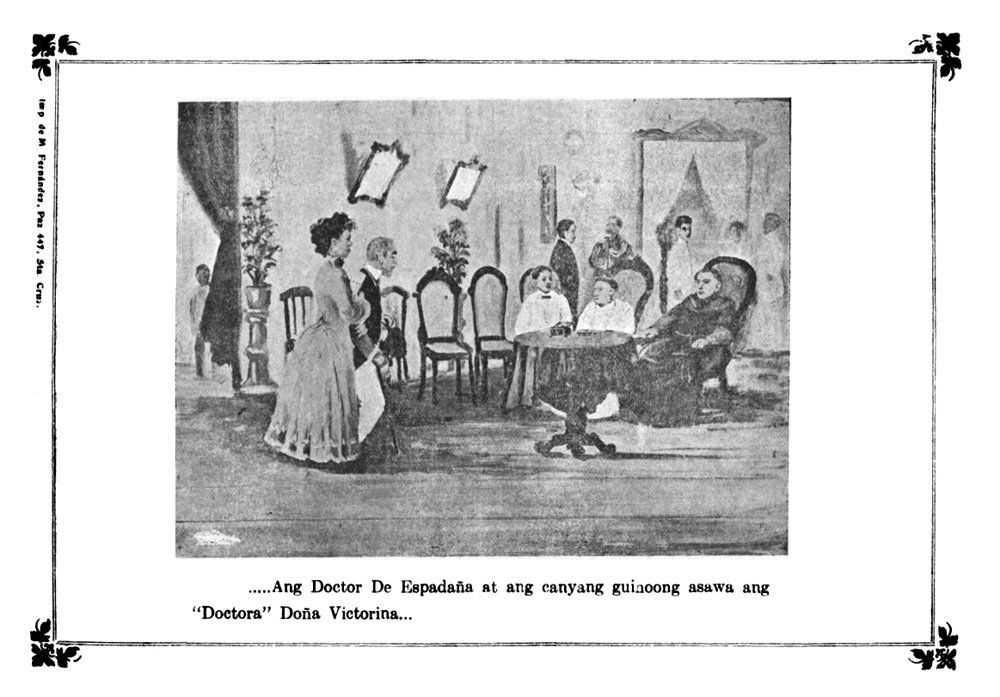 Imp de M Fernández, Paz 447, Sta Cruz.
.....Ang Doctor De Espadaña at ang canyang guinoong asawa ang
“Doctora” Doña Victorina...